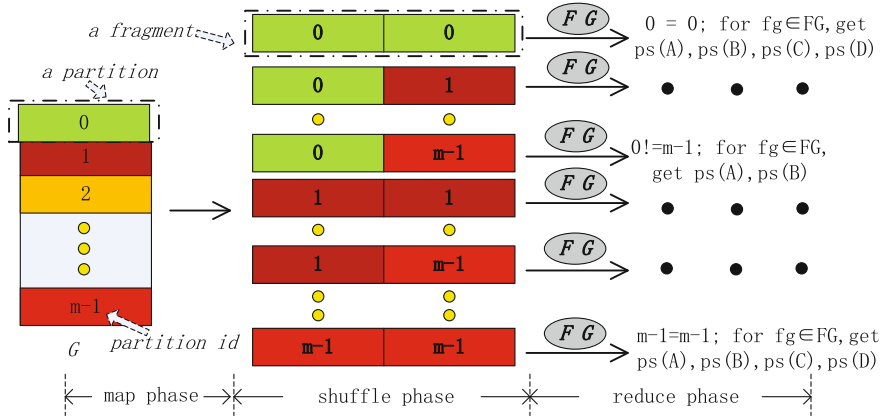 a fragment
0 0
F G
0 = 0; for fg∈FG, get
ps(A), ps(B), ps(C), ps(D)
a partition
0 1
F G
0
1
2
m-1
0 m-1
F G
0!=m-1; for fg∈FG,
get ps(A), ps(B)
1 1
F G
1 m-1
F G
m-1 m-1
F G
m-1=m-1; for fg∈FG, get
ps(A), ps(B), ps(C), ps(D)
G
partition id
map phase
shuffle phase
reduce phase